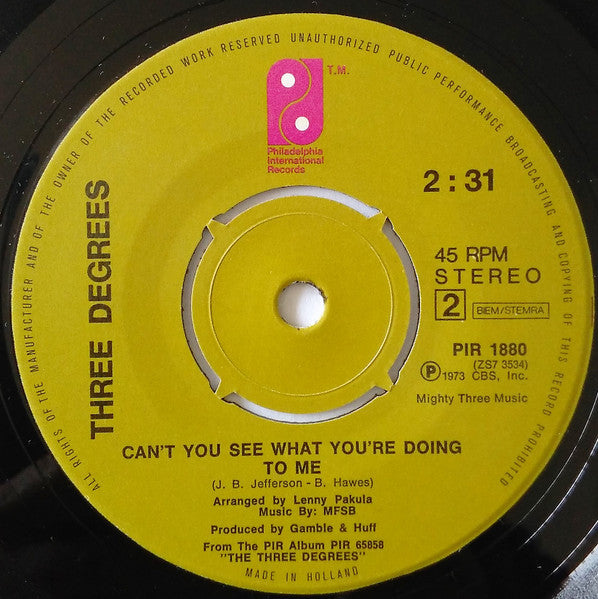 ALL RIGHTS OF THE MANUFACTURER AND OF THE OWNER OF THE RECORDED WORK RESERVED UNAUTHORIZED PUBLIC PERFORMANCE BROADCASTING AND COPYING OF THIS RECORD PROHIBITED
T.M.
Philadelphia
International
Records
THREE DEGREES
2:31
45 RPM
STEREO
2 BIEM/STEMRA
PIR 1880
(ZS7 3534)
Ⓟ 1973 CBS, Inc.
Mighty Three Music
CAN'T YOU SEE WHAT YOU'RE DOING
TO ME
(J. B. Jefferson - B. Hawes)
Arranged by Lenny Pakula
Music By: MFSB
Produced by Gamble & Huff
From The PIR Album PIR 65858
"THE THREE DEGREES"
MADE IN HOLLAND